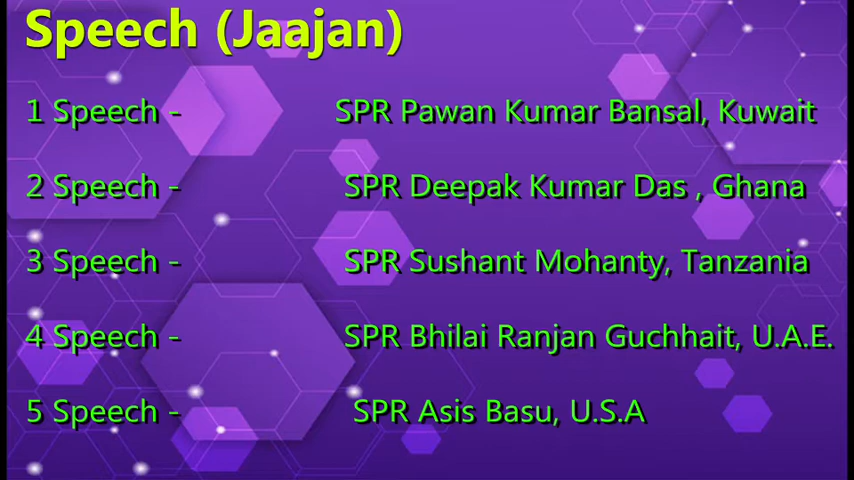 Speech (Jaajan)
1 Speech - SPR Pawan Kumar Bansal, Kuwait
2 Speech - SPR Deepak Kumar Das , Ghana
3 Speech - SPR Sushant Mohanty, Tanzania
4 Speech - SPR Bhilai Ranjan Guchhait, U.A.E.
5 Speech - SPR Asis Basu, U.S.A